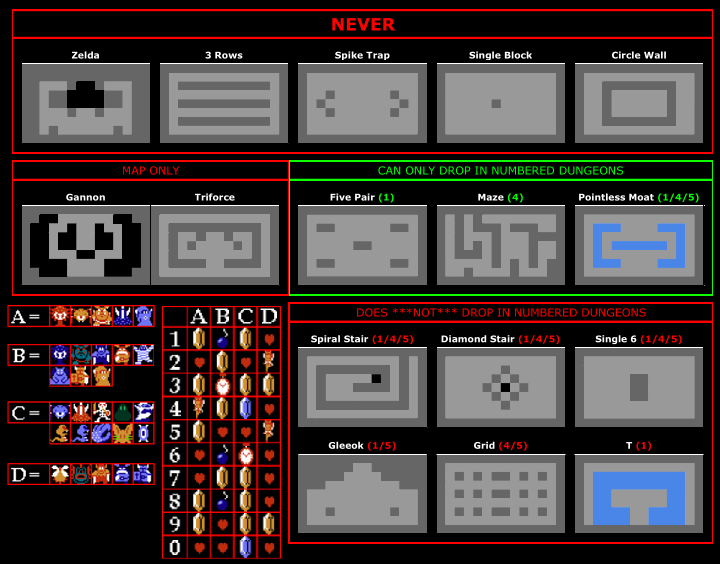 NEVER
Zelda 3 Rows Spike Trap Single Block Circle Wall
MAP ONLY CAN ONLY DROP IN NUMBERED DUNGEONS
Gannon Triforce Five Pair (1) Maze (4) Pointless Moat (1/4/5)
DOES ***NOT*** DROP IN NUMBERED DUNGEONS
Spiral Stair (1/4/5) Diamond Stair (1/4/5) Single 6 (1/4/5)
Gleeok (1/5) Grid (4/5) T (1)
A=
B=
C=
D=
A B C D
1
2
3
4
5
6
7
8
9
0